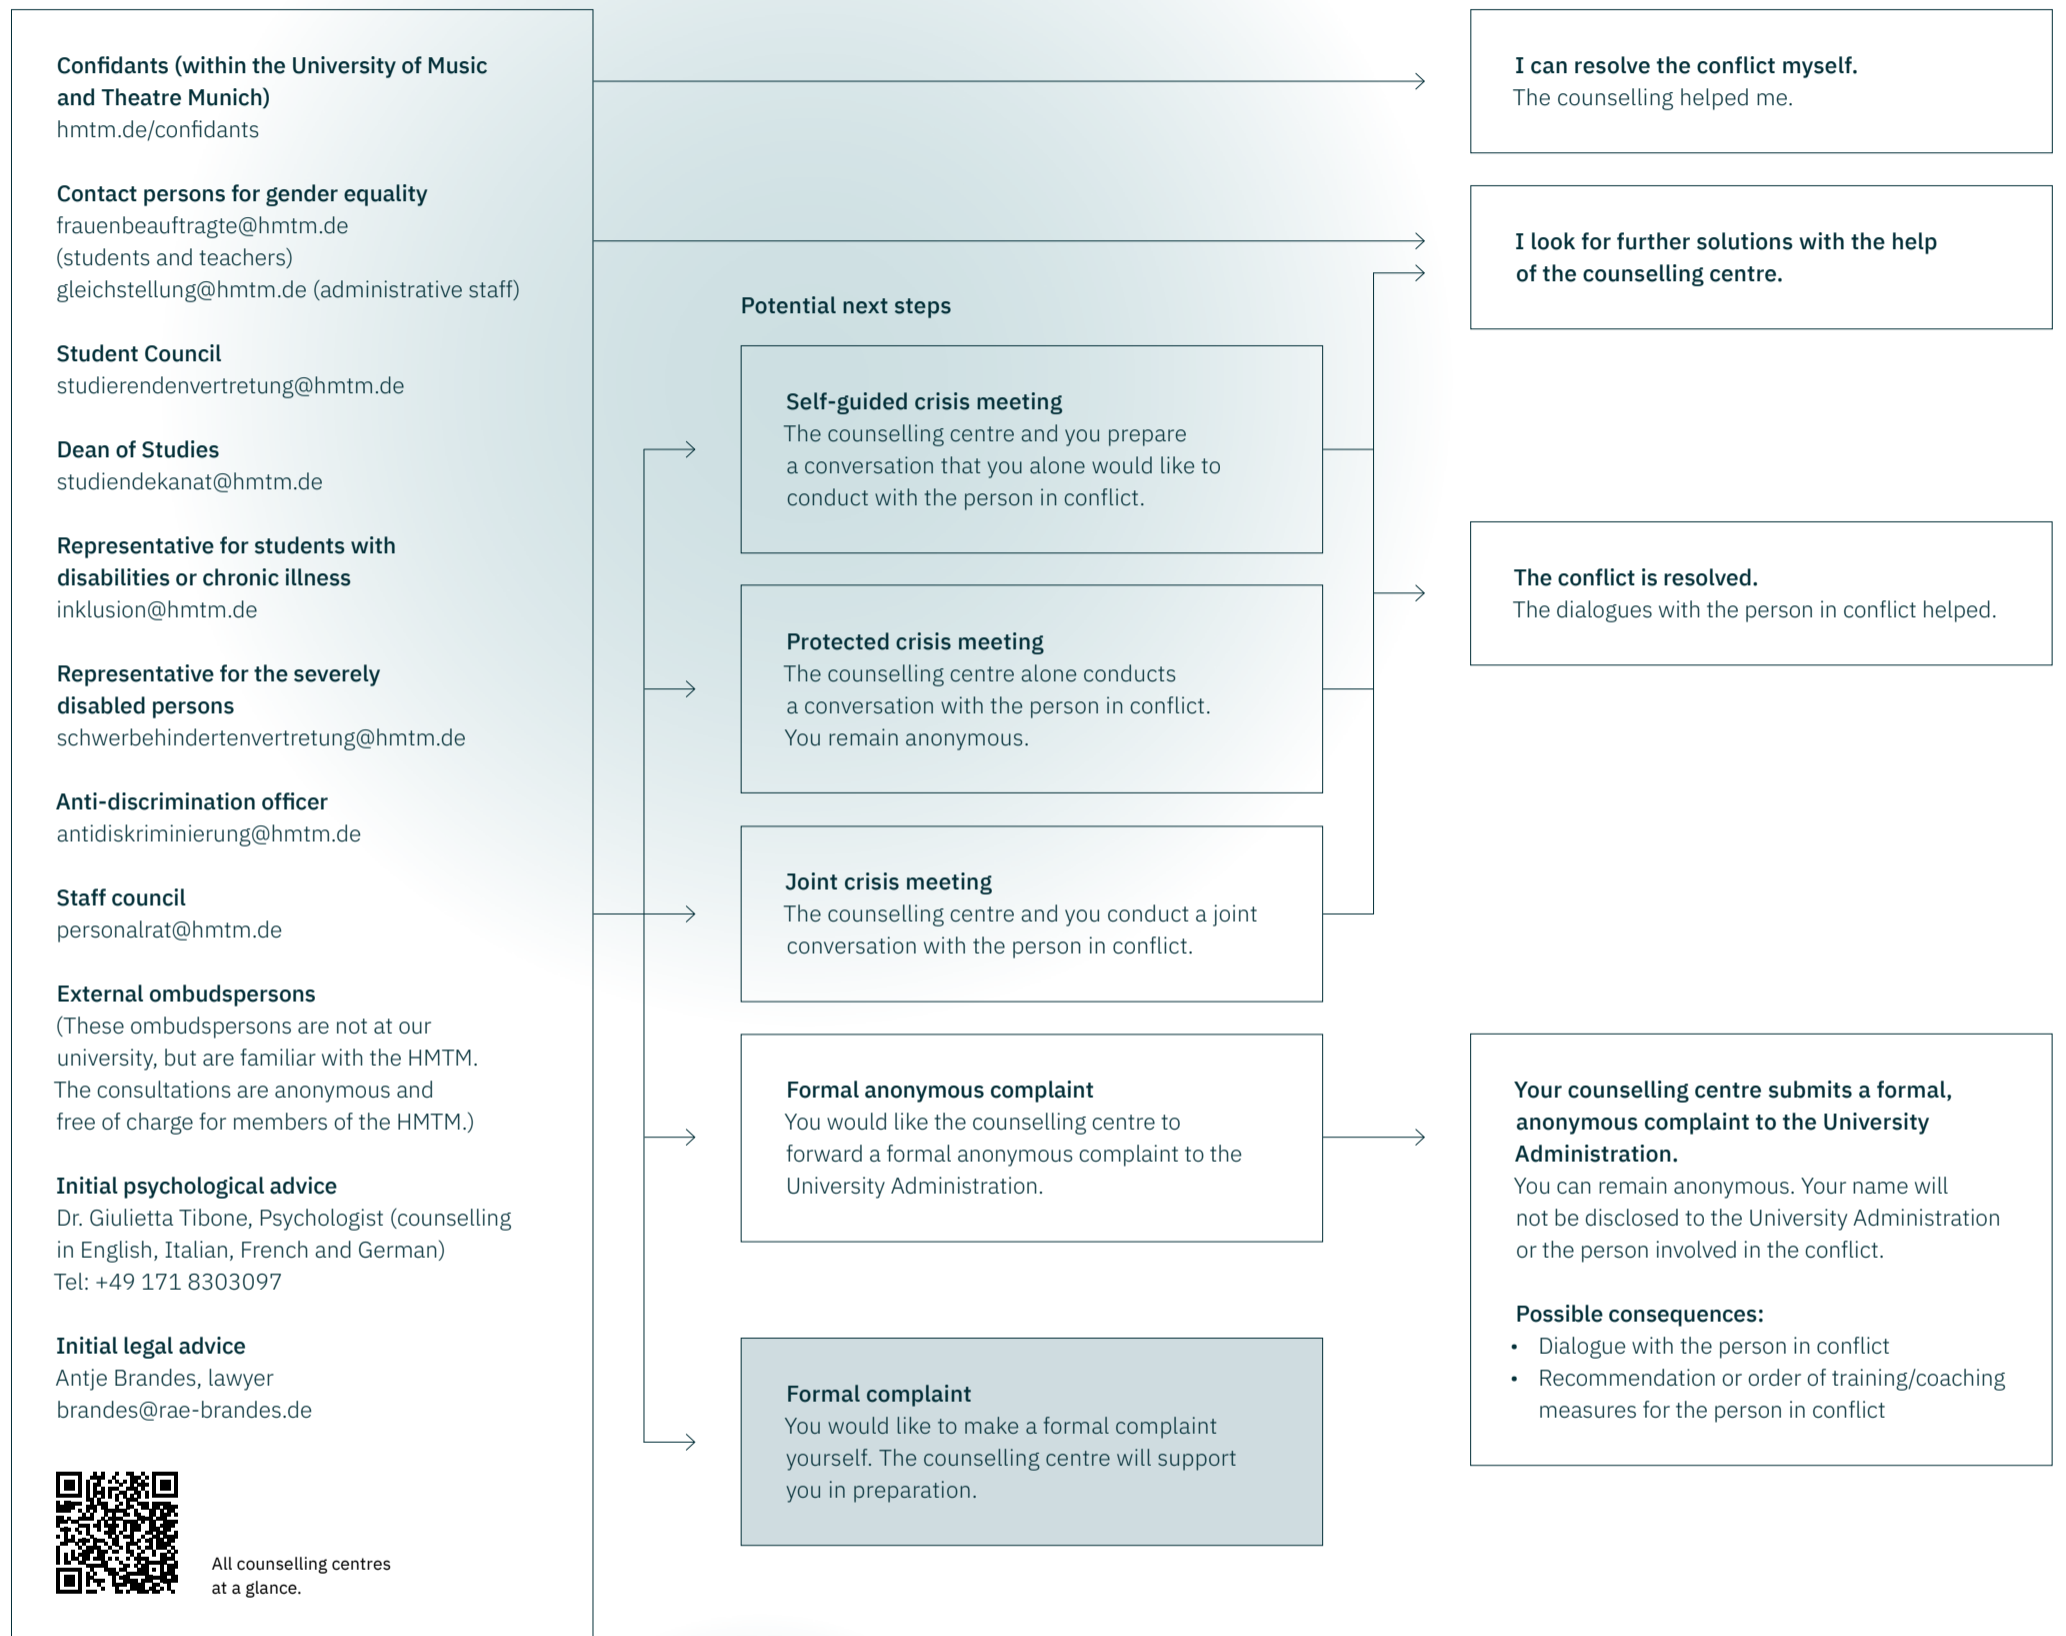 Confidants (within the University of Music
and Theatre Munich)
hmtm.de/confidants
Contact persons for gender equality
frauenbeauftragte@hmtm.de
(students and teachers)
gleichstellung@hmtm.de (administrative staff)
Student Council
studierendenvertretung@hmtm.de
Dean of Studies
studiendekanat@hmtm.de
Representative for students with
disabilities or chronic illness
inklusion@hmtm.de
Representative for the severely
disabled persons
schwerbehindertenvertretung@hmtm.de
Anti-discrimination officer
antidiskriminierung@hmtm.de
Staff council
personalrat@hmtm.de
External ombudspersons
(These ombudspersons are not at our
university, but are familiar with the HMTM.
The consultations are anonymous and
free of charge for members of the HMTM.)
Initial psychological advice
Dr. Giulietta Tibone, Psychologist (counselling
in English, Italian, French and German)
Tel: +49 171 8303097
Initial legal advice
Antje Brandes, lawyer
brandes@rae-brandes.de
All counselling centres
at a glance.
Potential next steps
Self-guided crisis meeting
The counselling centre and you prepare
a conversation that you alone would like to
conduct with the person in conflict.
Protected crisis meeting
The counselling centre alone conducts
a conversation with the person in conflict.
You remain anonymous.
Joint crisis meeting
The counselling centre and you conduct a joint
conversation with the person in conflict.
Formal anonymous complaint
You would like the counselling centre to
forward a formal anonymous complaint to the
University Administration.
Formal complaint
You would like to make a formal complaint
yourself. The counselling centre will support
you in preparation.
I can resolve the conflict myself.
The counselling helped me.
I look for further solutions with the help
of the counselling centre.
The conflict is resolved.
The dialogues with the person in conflict helped.
Your counselling centre submits a formal,
anonymous complaint to the University
Administration.
You can remain anonymous. Your name will
not be disclosed to the University Administration
or the person involved in the conflict.
Possible consequences:
• Dialogue with the person in conflict
• Recommendation or order of training/coaching
measures for the person in conflict